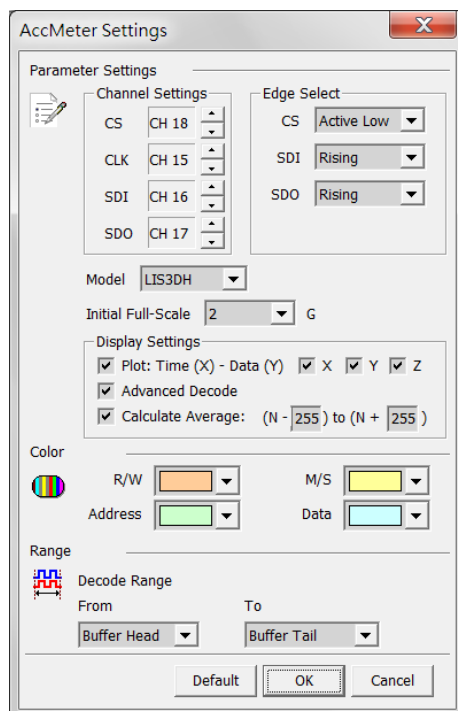 AccMeter Settings
Parameter Settings
Channel Settings
CS CH 18
CLK CH 15
SDI CH 16
SDO CH 17
Edge Select
CS Active Low
SDI Rising
SDO Rising
Model LIS3DH
Initial Full-Scale 2 G
Display Settings
Plot: Time (X) - Data (Y) X Y Z
Advanced Decode
Calculate Average: (N - 255 ) to (N + 255 )
Color
R/W M/S
Address Data
Range
Decode Range
From To
Buffer Head Buffer Tail
Default OK Cancel